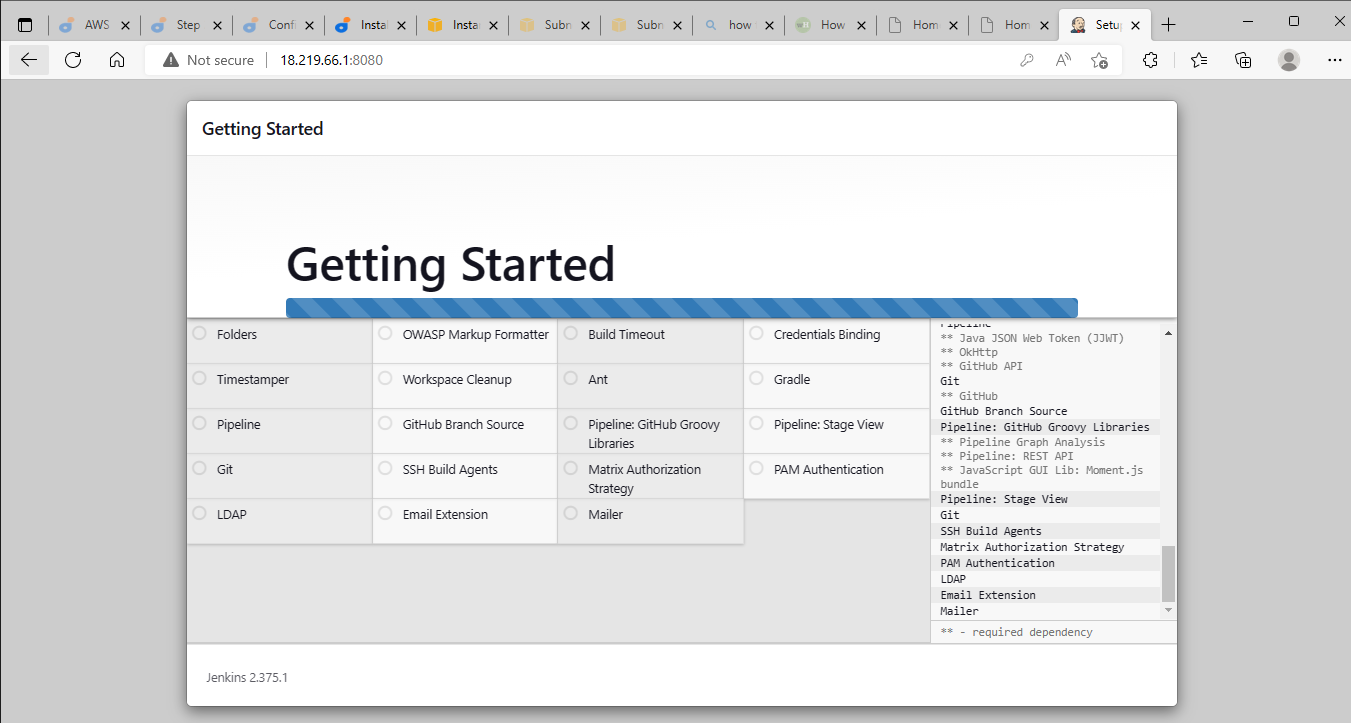 AWS
Step
Confi
Instal
Instan
Subn
Subn
how
How
Hom
Hom
Setup
Not secure
18.219.66.1:8080
Getting Started
Getting Started
Folders
OWASP Markup Formatter
Build Timeout
Credentials Binding
Timestamper
Workspace Cleanup
Ant
Gradle
Pipeline
GitHub Branch Source
Pipeline: GitHub Groovy
Libraries
Pipeline: Stage View
Git
SSH Build Agents
Matrix Authorization
Strategy
PAM Authentication
LDAP
Email Extension
Mailer
Pipeline
** Java JSON Web Token (JJWT)
** OkHttp
** GitHub API
Git
** GitHub
GitHub Branch Source
Pipeline: GitHub Groovy Libraries
** Pipeline Graph Analysis
** Pipeline: REST API
** JavaScript GUI Lib: Moment.js
bundle
Pipeline: Stage View
Git
SSH Build Agents
Matrix Authorization Strategy
PAM Authentication
LDAP
Email Extension
Mailer
** - required dependency
Jenkins 2.375.1